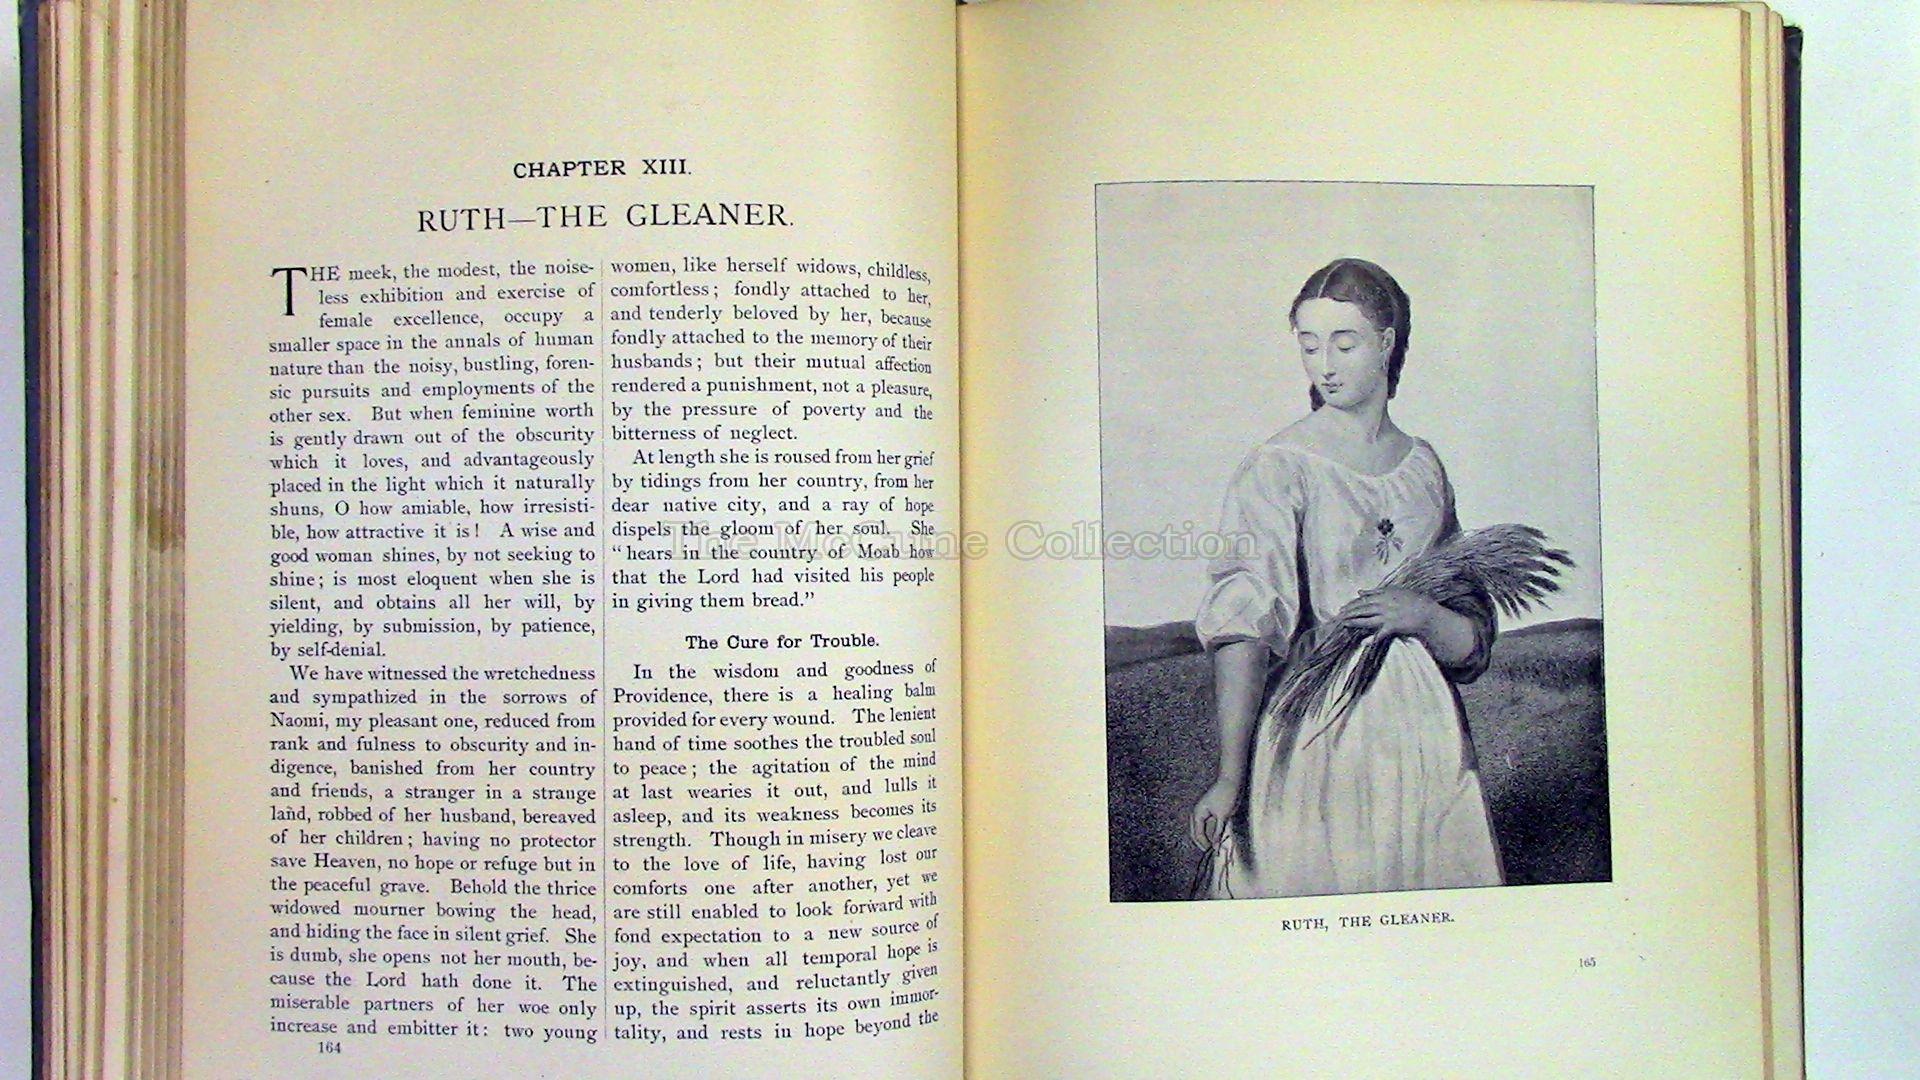 CHAPTER XIII.
RUTH—THE GLEANER.
THE meek, the modest, the noise-
less exhibition and exercise of
female excellence, occupy a
smaller space in the annals of human
nature than the noisy, bustling, foren-
sic pursuits and employments of the
other sex. But when feminine worth
is gently drawn out of the obscurity
which it loves, and advantageously
placed in the light which it naturally
shuns, O how amiable, how irresisti-
ble, how attractive it is! A wise and
good woman shines, by not seeking to
shine; is most eloquent when she is
silent, and obtains all her will, by
yielding, by submission, by patience,
by self-denial.
We have witnessed the wretchedness
and sympathized in the sorrows of
Naomi, my pleasant one, reduced from
rank and fulness to obscurity and in-
digence, banished from her country
and friends, a stranger in a strange
land, robbed of her husband, bereaved
of her children; having no protector
save Heaven, no hope or refuge but in
the peaceful grave. Behold the thrice
widowed mourner bowing the head,
and hiding the face in silent grief. She
is dumb, she opens not her mouth, be-
cause the Lord hath done it. The
miserable partners of her woe only
increase and embitter it: two young
164
women, like herself widows, childless,
comfortless; fondly attached to her,
and tenderly beloved by her, because
fondly attached to the memory of their
husbands; but their mutual affection
rendered a punishment, not a pleasure,
by the pressure of poverty and the
bitterness of neglect.
At length she is roused from her grief
by tidings from her country, from her
dear native city, and a ray of hope
dispels the gloom of her soul. She
"hears in the country of Moab how
that the Lord had visited his people
in giving them bread."
The Cure for Trouble.
In the wisdom and goodness of
Providence, there is a healing balm
provided for every wound. The lenient
hand of time soothes the troubled soul
to peace; the agitation of the mind
at last wearies it out, and lulls it
asleep, and its weakness becomes its
strength. Though in misery we cleave
to the love of life, having lost our
comforts one after another, yet we
are still enabled to look forward with
fond expectation to a new source of
joy, and when all temporal hope is
extinguished, and reluctantly given
up, the spirit asserts its own immor-
tality, and rests in hope beyond the
The McCune Collection
RUTH, THE GLEANER.
165